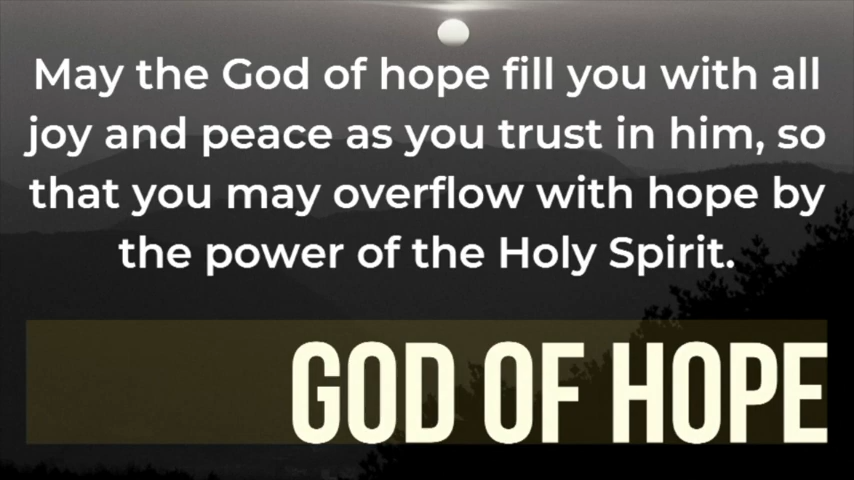 May the God of hope fill you with all
joy and peace as you trust in him, so
that you may overflow with hope by
the power of the Holy Spirit.
GOD OF HOPE